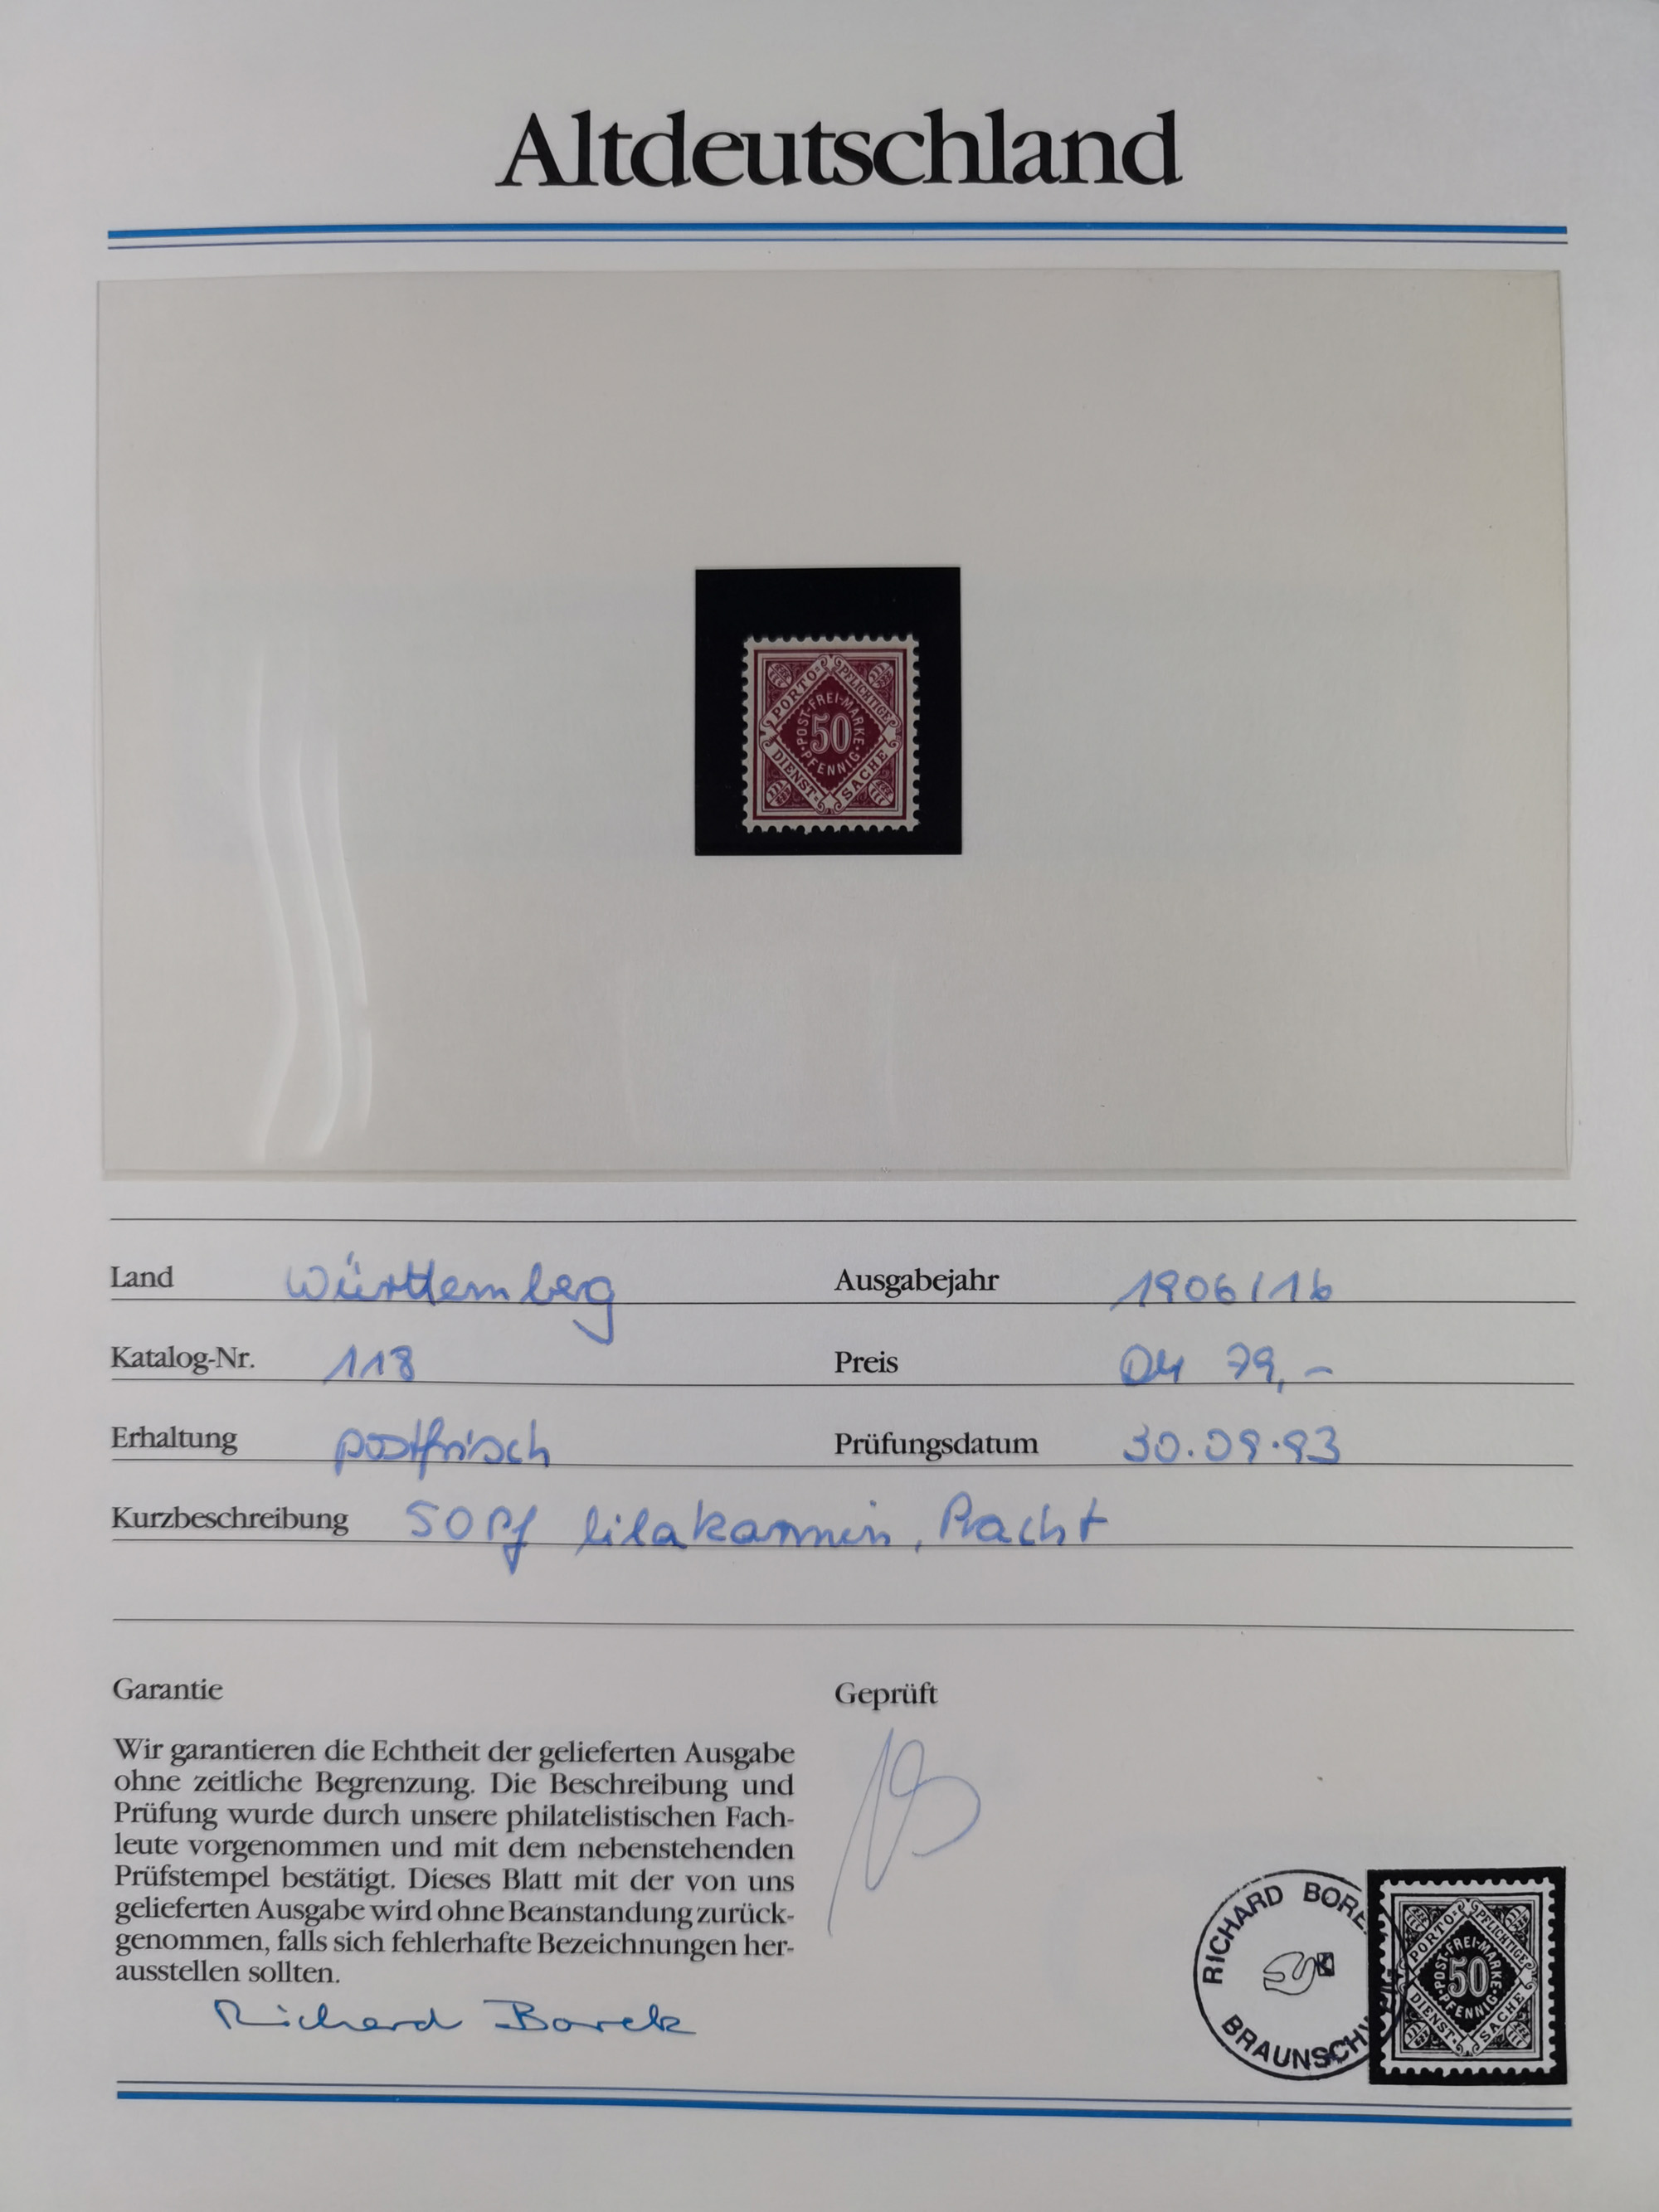 Altdeutschland
PORTO- PFLICHTIGE
POST-FREI-MARKE
50
PFENNIG
DIENST- SACHE
Land Württemberg Ausgabejahr 1906/16
Katalog-Nr. 118 Preis DM 79,-
Erhaltung postfrisch Prüfungsdatum 30.09.93
Kurzbeschreibung 50 Pf lilakarmin, Pracht
Garantie Geprüft
Wir garantieren die Echtheit der gelieferten Ausgabe
ohne zeitliche Begrenzung. Die Beschreibung und
Prüfung wurde durch unsere philatelistischen Fach-
leute vorgenommen und mit dem nebenstehenden
Prüfstempel bestätigt. Dieses Blatt mit der von uns
gelieferten Ausgabe wird ohne Beanstandung zurück-
genommen, falls sich fehlerhafte Bezeichnungen her-
ausstellen sollten.
Richard Borek
RICHARD BORE
BRAUNSCHW
PORTO- PFLICHTIGE
POST-FREI-MARKE
50
PFENNIG
DIENST- SACHE